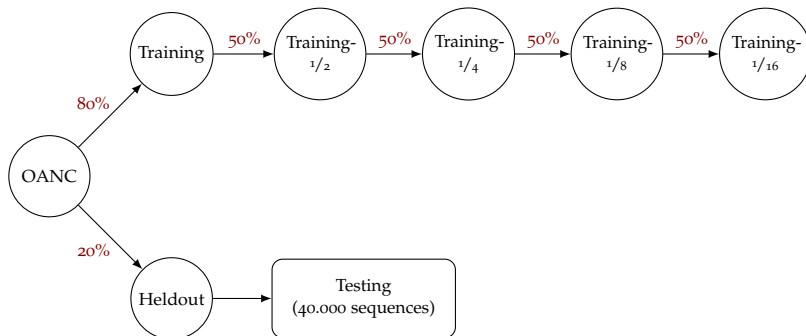 50%
50%
50%
50%
Training
Training-
1/2
Training-
1/4
Training-
1/8
Training-
1/16
80%
OANC
20%
Heldout
Testing
(40.000 sequences)